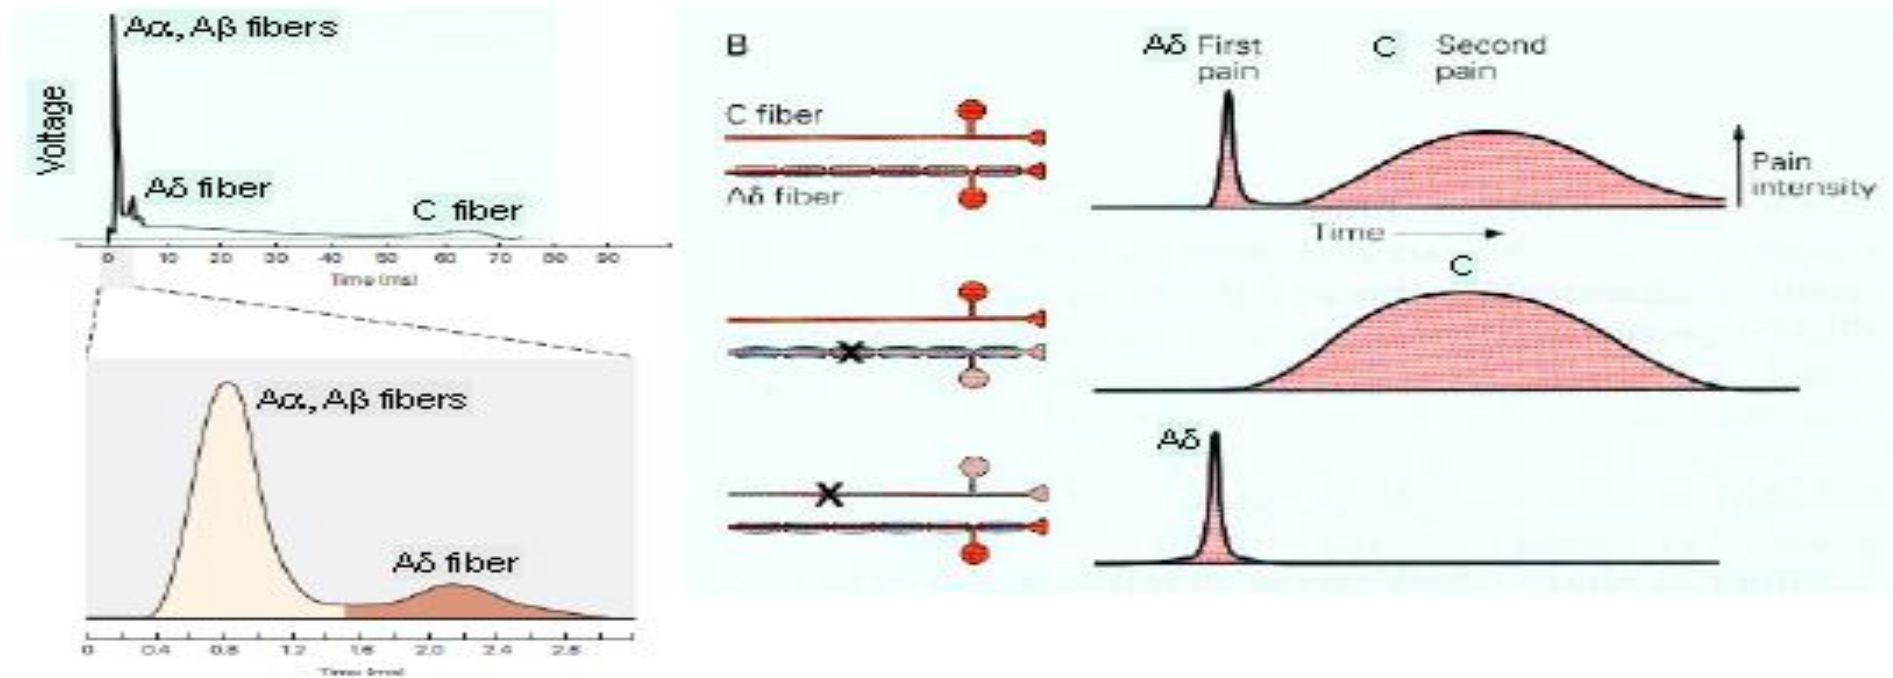 Aα, Aβ fibers
Voltage
Aδ fiber
C fiber
0 10 20 30 40 50 60 70 80 90
Time (ms)
Aα, Aβ fibers
Aδ fiber
0 0.4 0.8 1.2 1.6 2.0 2.4 2.8
Time (ms)
B
C fiber
Aδ fiber
Aδ First
pain
C Second
pain
Pain
intensity
Time
C
X
Aδ
X